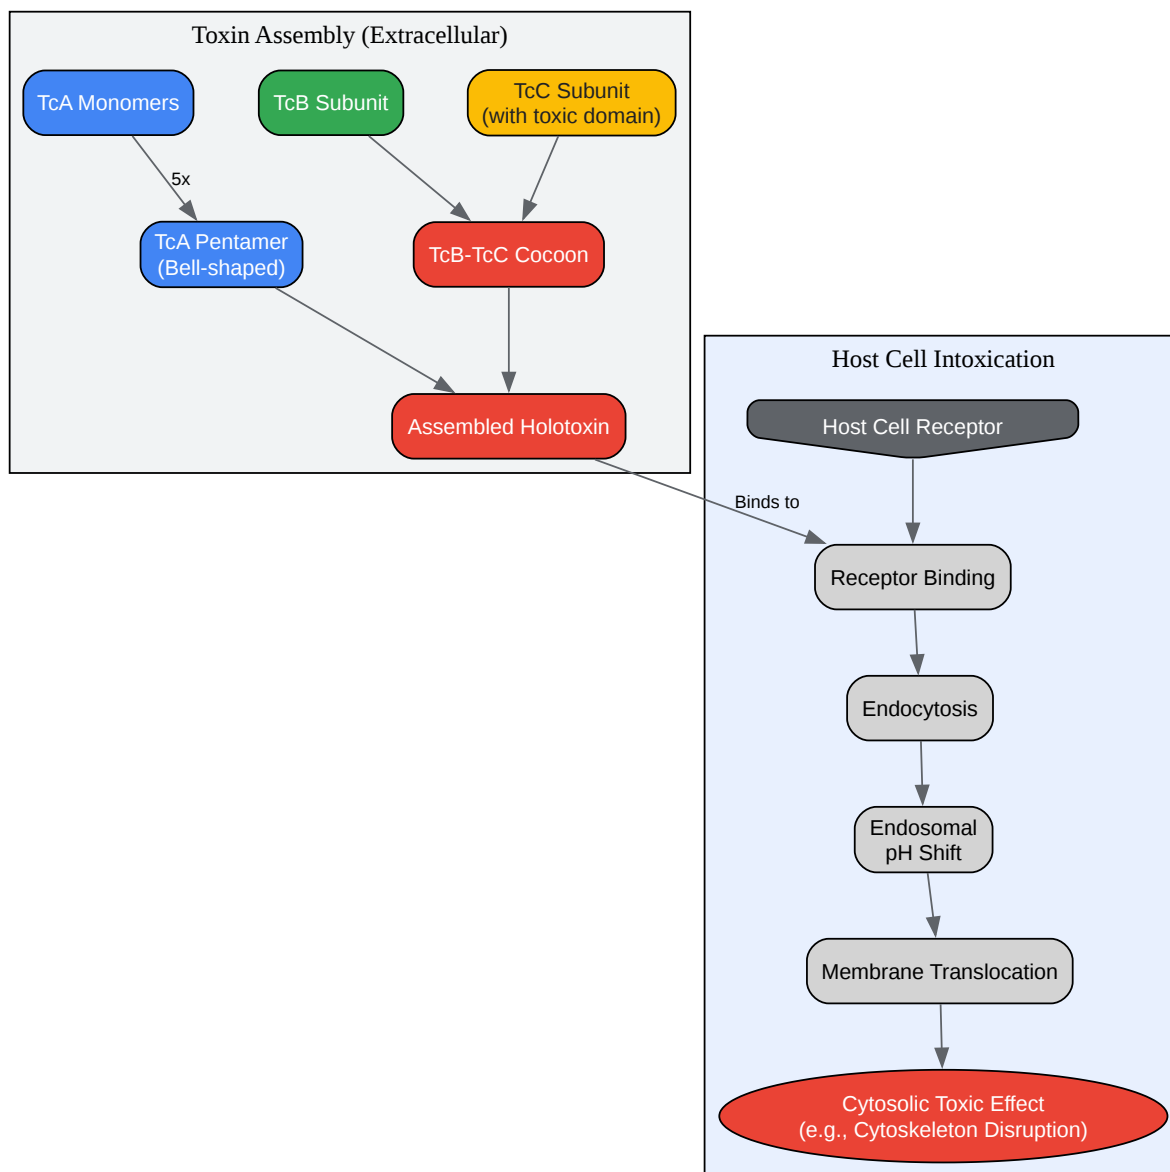 Toxin Assembly (Extracellular)
TcA Monomers
TcB Subunit
TcC Subunit
(with toxic domain)
5x
TcA Pentamer
(Bell-shaped)
TcB-TcC Cocoon
Assembled Holotoxin
Host Cell Intoxication
Host Cell Receptor
Binds to
Receptor Binding
Endocytosis
Endosomal
pH Shift
Membrane Translocation
Cytosolic Toxic Effect
(e.g., Cytoskeleton Disruption)